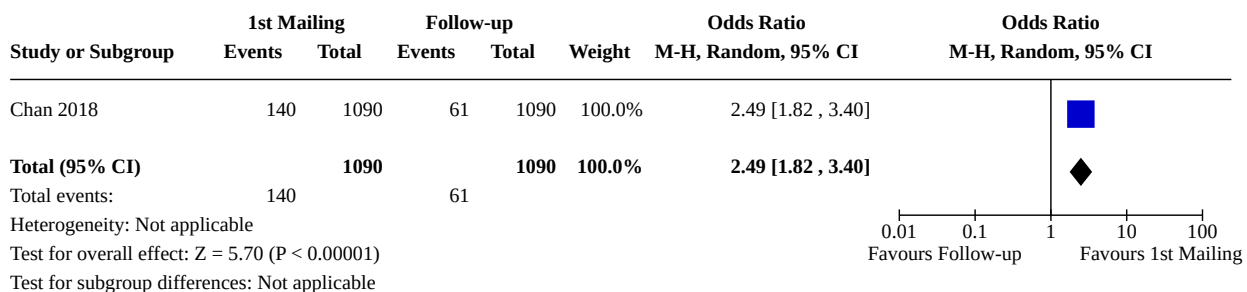 1st Mailing Follow-up Odds Ratio Odds Ratio
Study or Subgroup Events Total Events Total Weight M-H, Random, 95% CI M-H, Random, 95% CI
Chan 2018 140 1090 61 1090 100.0% 2.49 [1.82 , 3.40]
Total (95% CI) 1090 1090 100.0% 2.49 [1.82 , 3.40]
Total events: 140 61
Heterogeneity: Not applicable
0.01 0.1 1 10 100
Test for overall effect: Z = 5.70 (P < 0.00001) Favours Follow-up Favours 1st Mailing
Test for subgroup differences: Not applicable